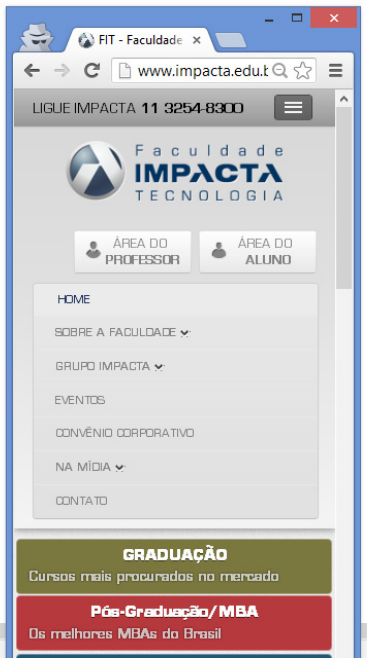 FIT - Faculdade
www.impacta.edu.b
LIGUE IMPACTA 11 3254-8300
Faculdade
IMPACTA
TECNOLOGIA
ÁREA DO
PROFESSOR
ÁREA DO
ALUNO
HOME
SOBRE A FACULDADE
GRUPO IMPACTA
EVENTOS
CONVÊNIO CORPORATIVO
NA MÍDIA
CONTATO
GRADUAÇÃO
Cursos mais procurados no mercado
Pós-Graduação/MBA
Os melhores MBAs do Brasil